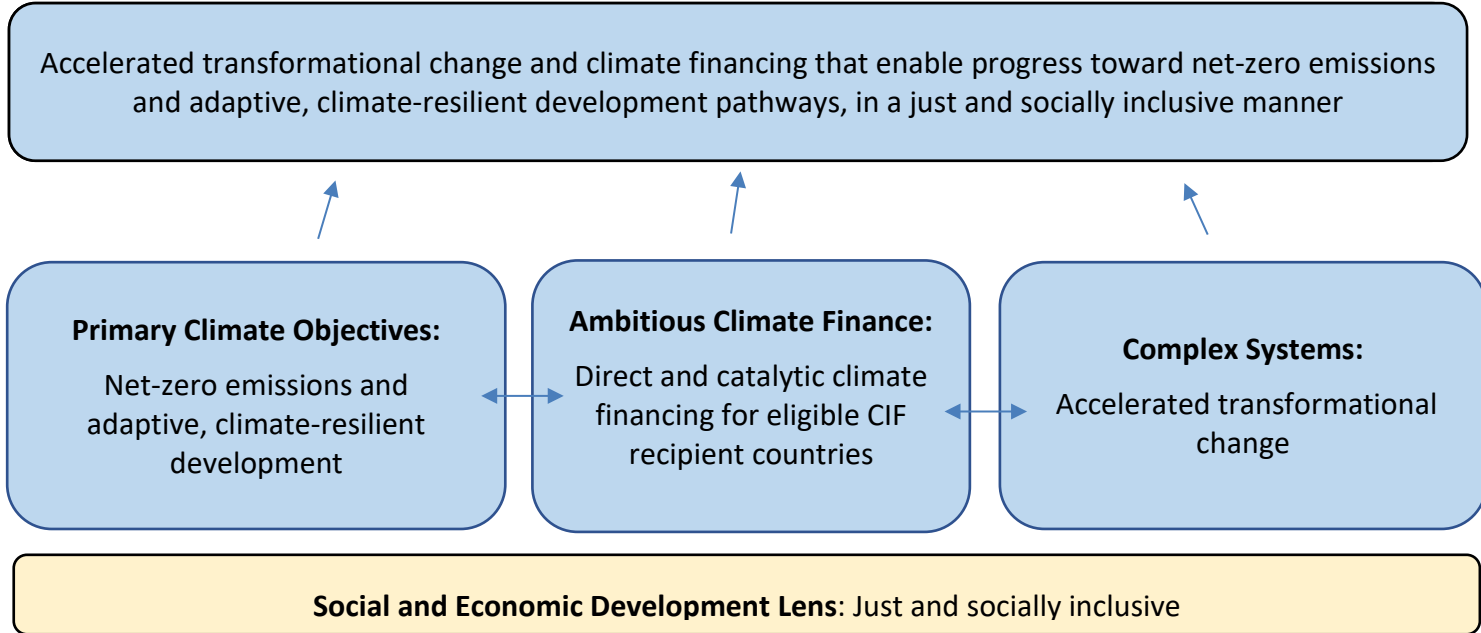 Accelerated transformational change and climate financing that enable progress toward net-zero emissions
and adaptive, climate-resilient development pathways, in a just and socially inclusive manner
Primary Climate Objectives:
Net-zero emissions and
adaptive, climate-resilient
development
Ambitious Climate Finance:
Direct and catalytic climate
financing for eligible CIF
recipient countries
Complex Systems:
Accelerated transformational
change
Social and Economic Development Lens: Just and socially inclusive